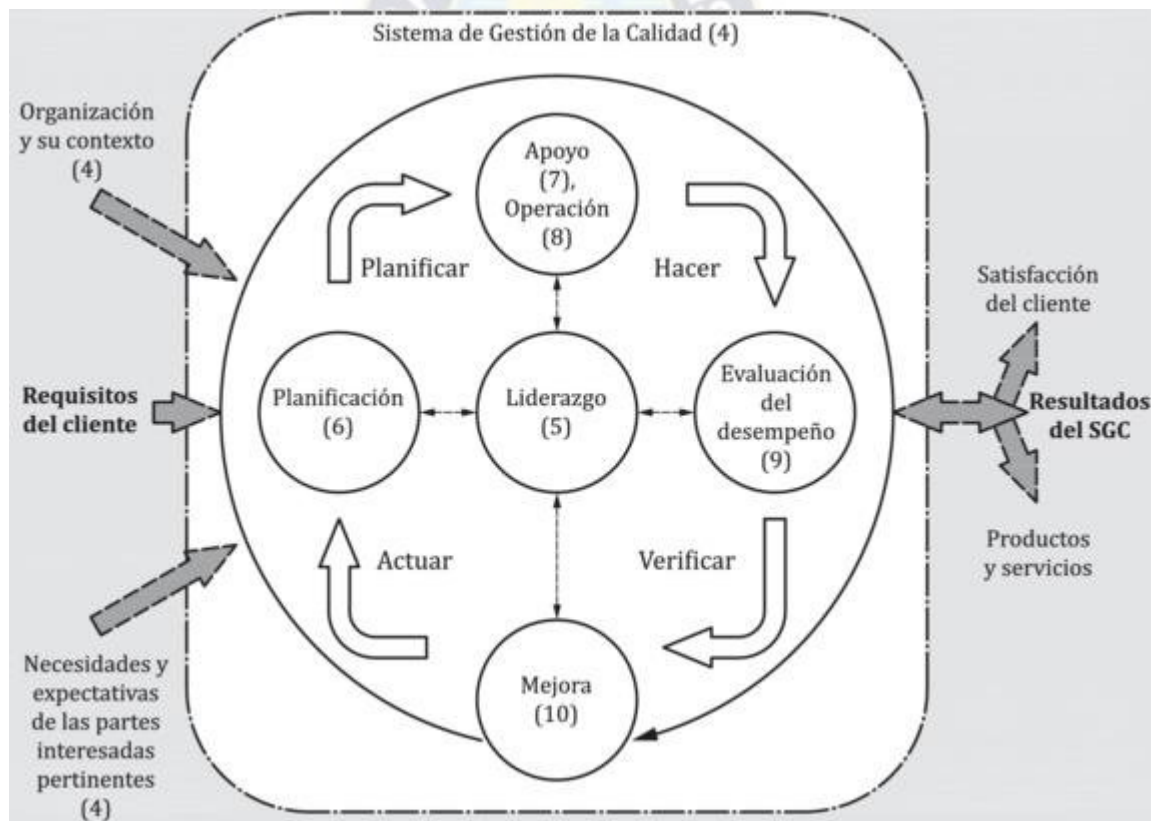 Sistema de Gestión de la Calidad (4)
Organización
y su contexto
(4)
Apoyo
(7),
Operación
(8)
Planificar
Hacer
Satisfacción
del cliente
Requisitos
del cliente
Planificación
(6)
Liderazgo
(5)
Evaluación
del
desempeño
(9)
Resultados
del SGC
Actuar
Verificar
Productos
y servicios
Necesidades y
expectativas
de las partes
interesadas
pertinentes
(4)
Mejora
(10)